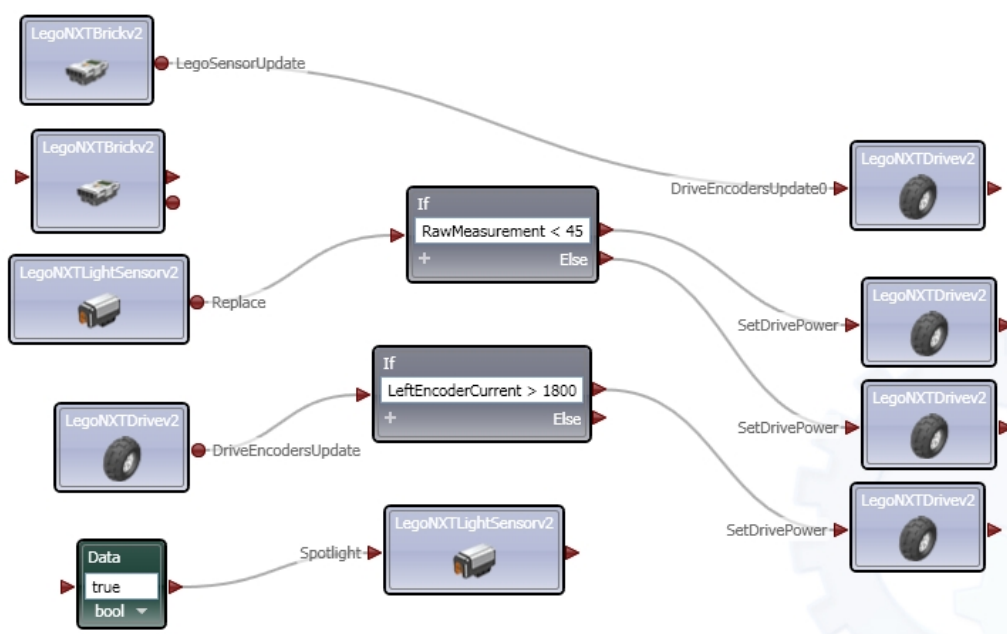 LegoNXTBrickv2
LegoSensorUpdate
LegoNXTBrickv2
LegoNXTDrivev2
DriveEncodersUpdate0
If
RawMeasurement < 45
+ Else
LegoNXTLightSensorv2
Replace
LegoNXTDrivev2
SetDrivePower
If
LeftEncoderCurrent > 1800
+ Else
LegoNXTDrivev2
SetDrivePower
LegoNXTDrivev2
DriveEncodersUpdate
LegoNXTDrivev2
SetDrivePower
Data
true
bool
Spotlight
LegoNXTLightSensorv2